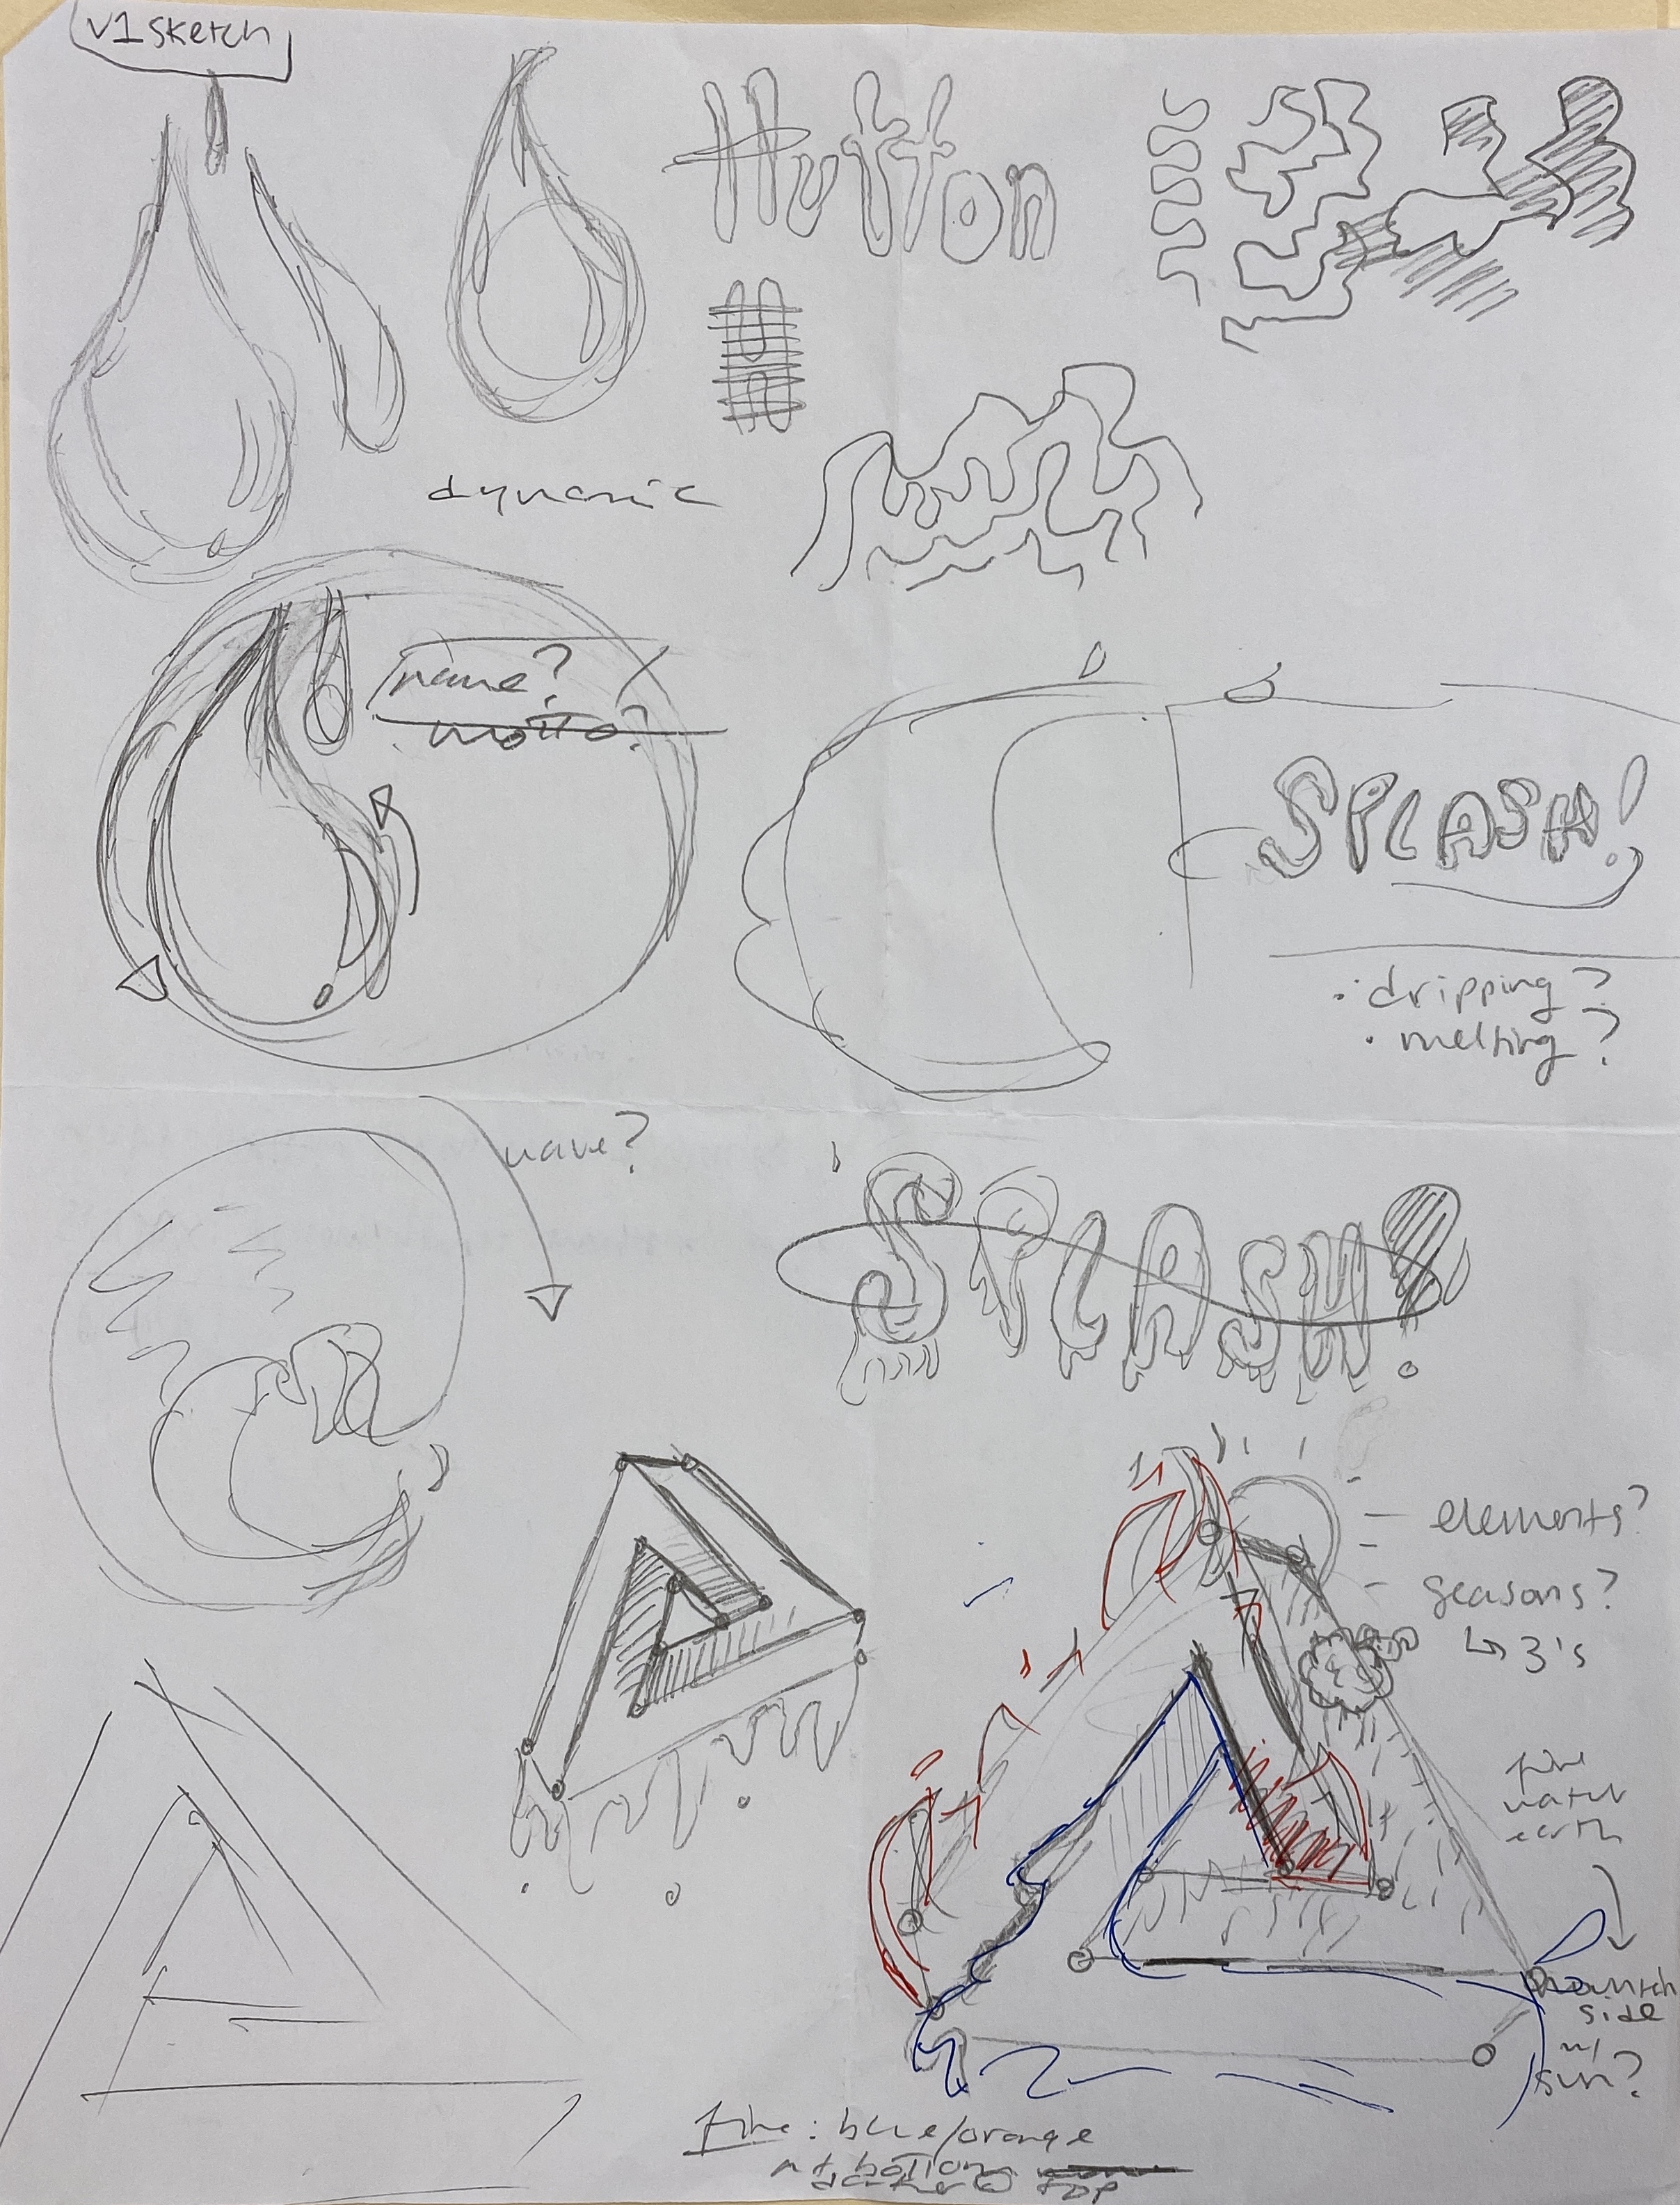 v1 sketch
Hutton
dynamic
name?
motto?
SPLASH!
· dripping?
· melting?
wave?
SPLASH!
elements?
seasons?
↳ 3's
fire
water
earth
side
w/
sun?
Fire: blue/orange
at bottom
darker @ top